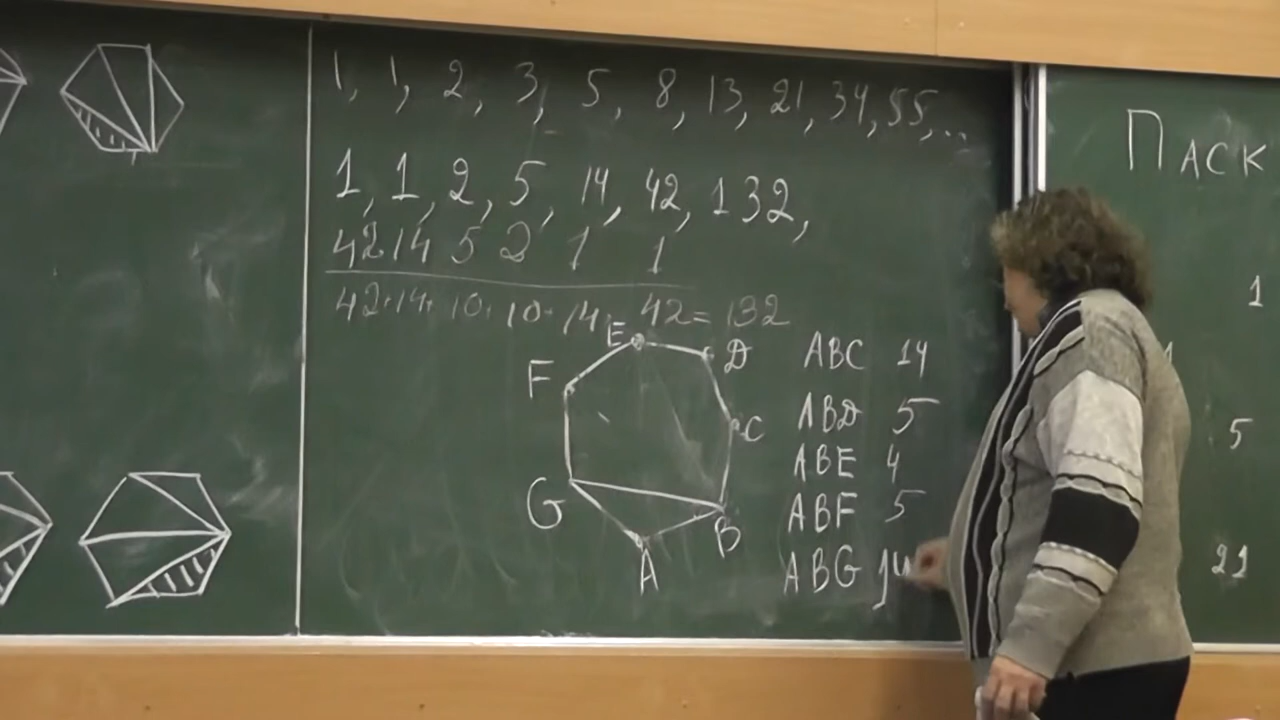 1, 1, 2, 3, 5, 8, 13, 21, 34, 55, ...
1, 1, 2, 5, 14, 42, 132,
42 14 5 2 1 1
42+14+10+10+14+42=132
E
D
F
C
G
B
A
ABC 14
ABD 5
ABE 4
ABF 5
ABG 14
ПАСК
1
1
5
21